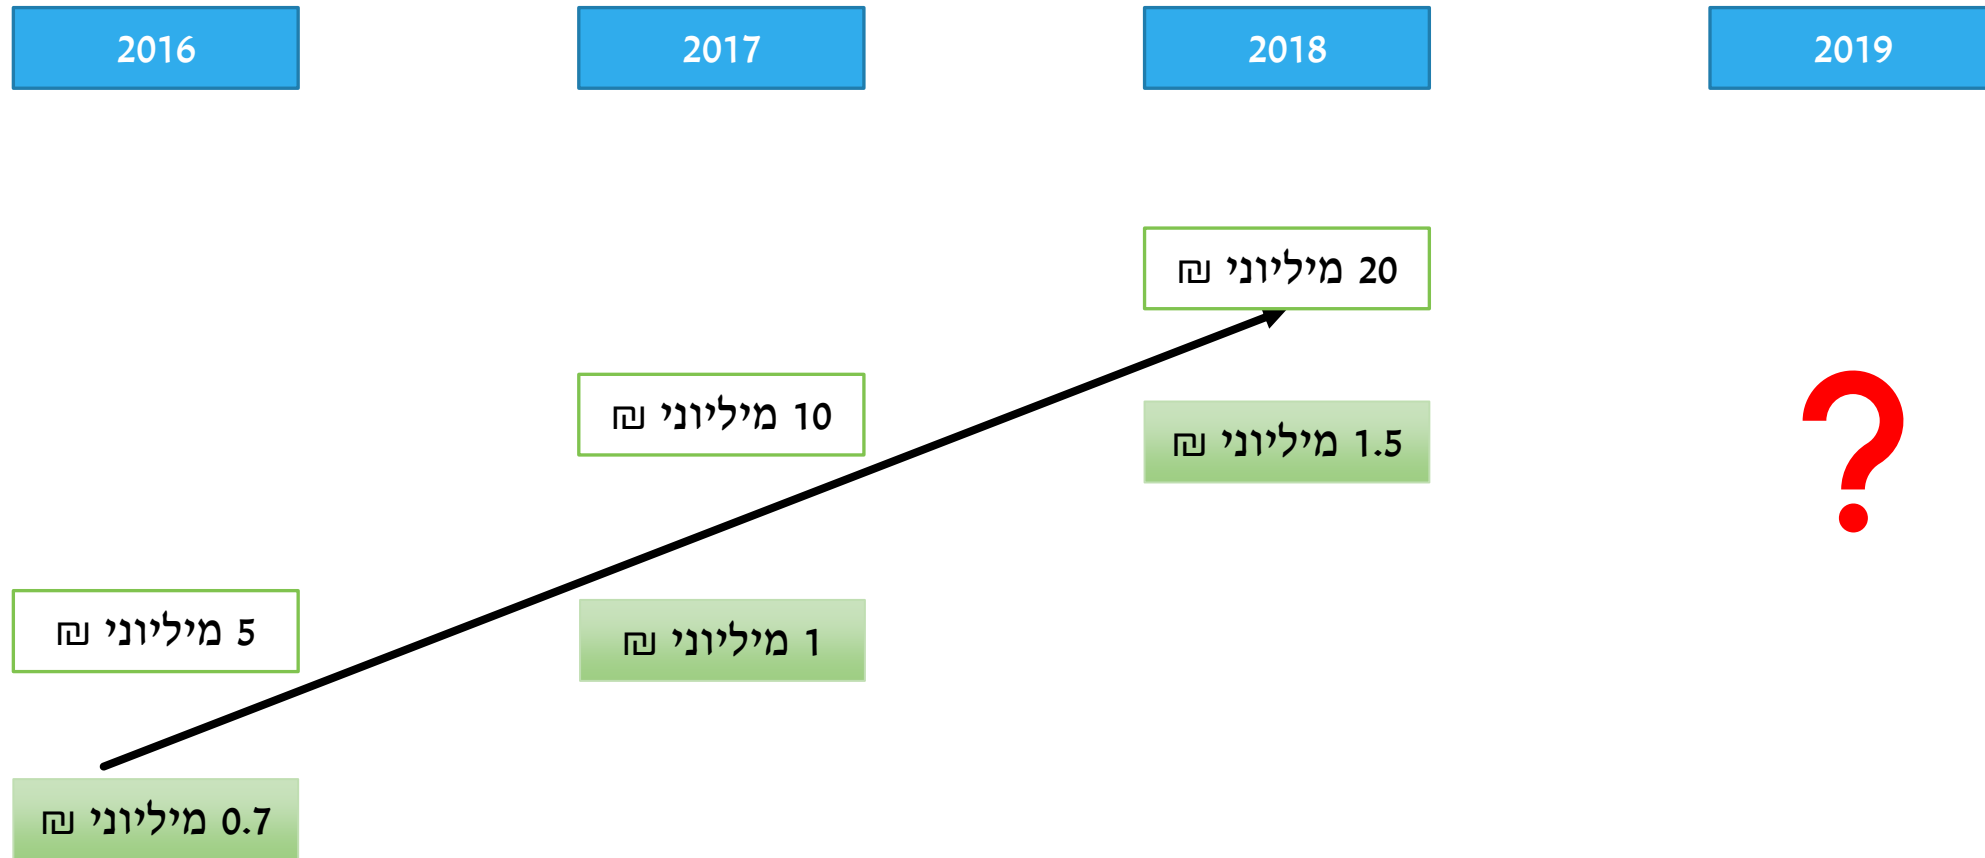 2016
2017
2018
2019
20 מיליוני ₪
10 מיליוני ₪
1.5 מיליוני ₪
?
5 מיליוני ₪
1 מיליוני ₪
0.7 מיליוני ₪